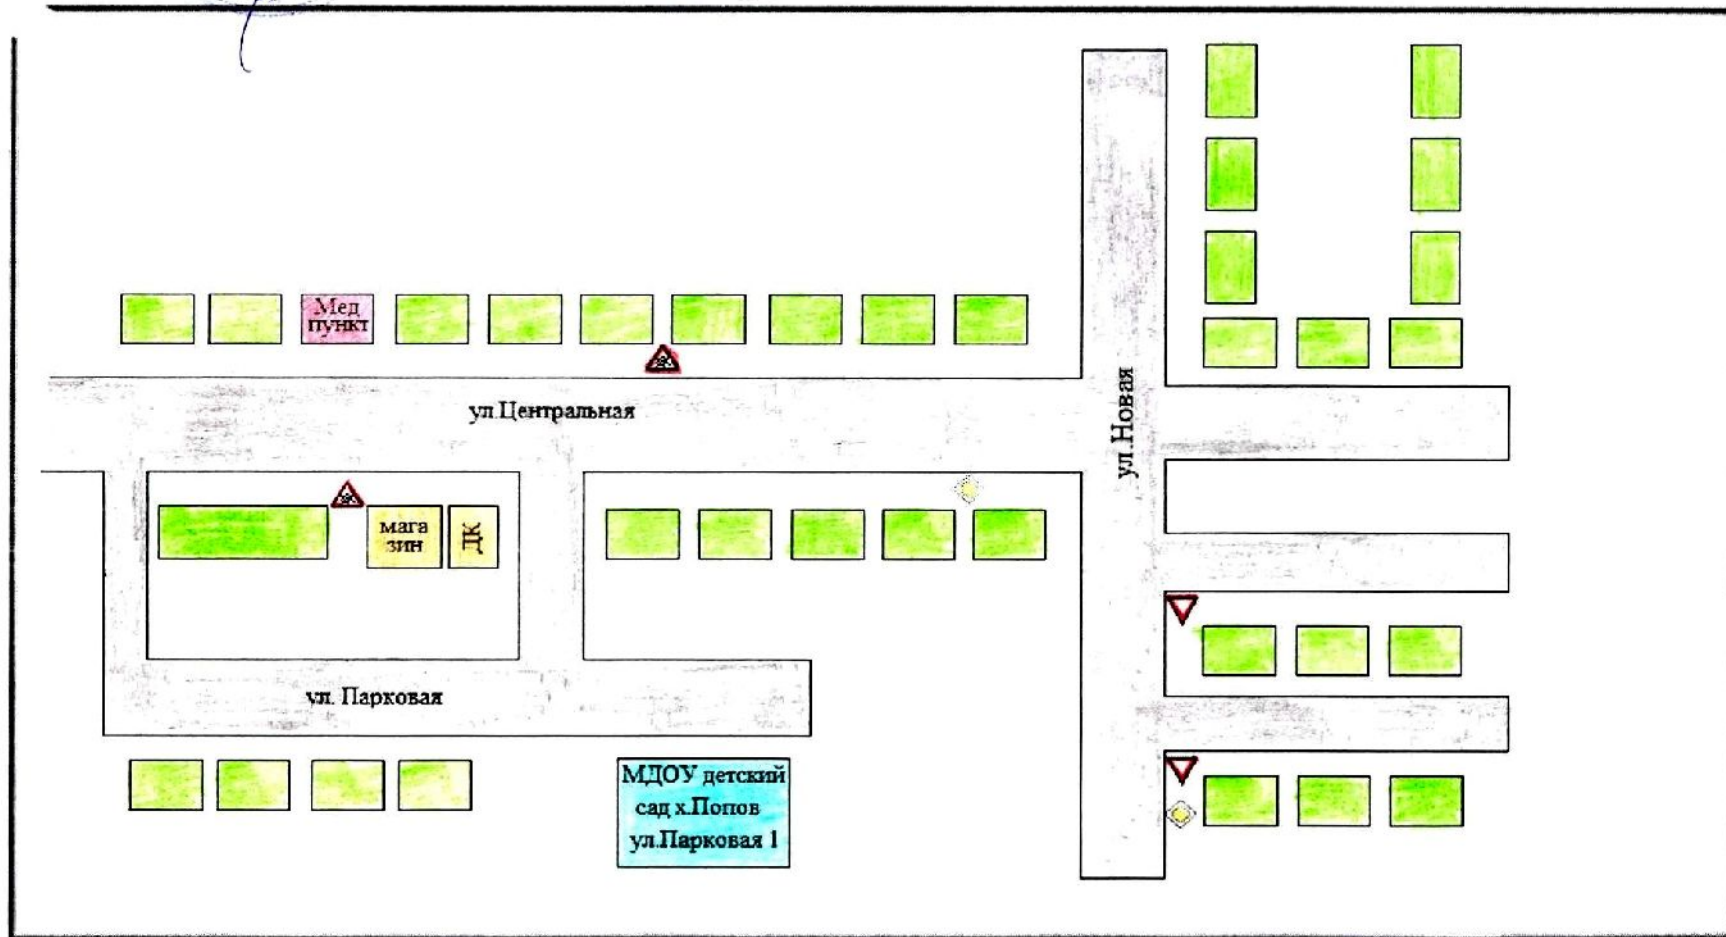 Мед
пункт
ул.Центральная
ул.Новая
мага
зин
ДК
ул. Парковая
МДОУ детский
сад х.Попов
ул.Парковая 1